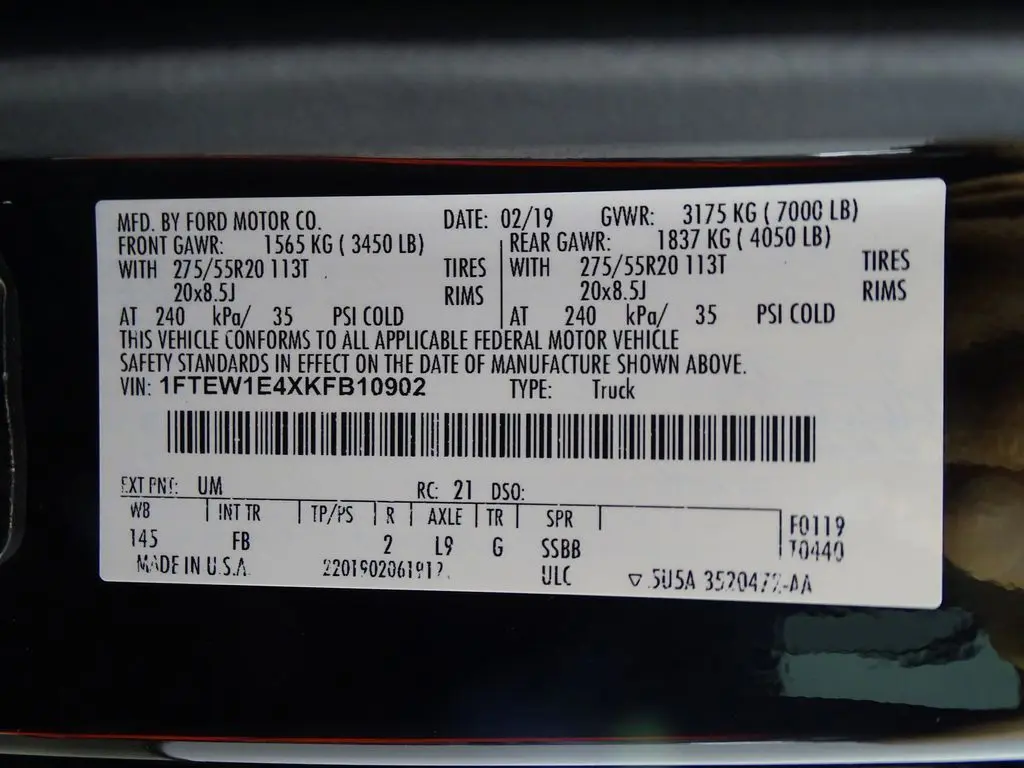 MFD. BY FORD MOTOR CO. DATE: 02/19 GVWR: 3175 KG ( 7000 LB)
FRONT GAWR: 1565 KG ( 3450 LB) REAR GAWR: 1837 KG ( 4050 LB)
WITH 275/55R20 113T TIRES WITH 275/55R20 113T TIRES
20x8.5J RIMS 20x8.5J RIMS
AT 240 kPa/ 35 PSI COLD AT 240 kPa/ 35 PSI COLD
THIS VEHICLE CONFORMS TO ALL APPLICABLE FEDERAL MOTOR VEHICLE
SAFETY STANDARDS IN EFFECT ON THE DATE OF MANUFACTURE SHOWN ABOVE.
VIN: 1FTEW1E4XKFB10902 TYPE: Truck
EXT PNT: UM RC: 21 DSO:
WB INT TR TP/PS R AXLE TR SPR F0119
145 FB 2 L9 G SSBB T0440
MADE IN U.S.A. ULC